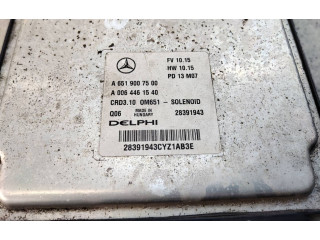 FV 10.15
HW 10.15
PD 13 M07
A 651 900 75 00
A 006 446 15 40
CRD3.10 OM651 - SOLENOID
Q06 MADE IN HUNGARY 28391943
DELPHI
28391943CYZ1AB3E